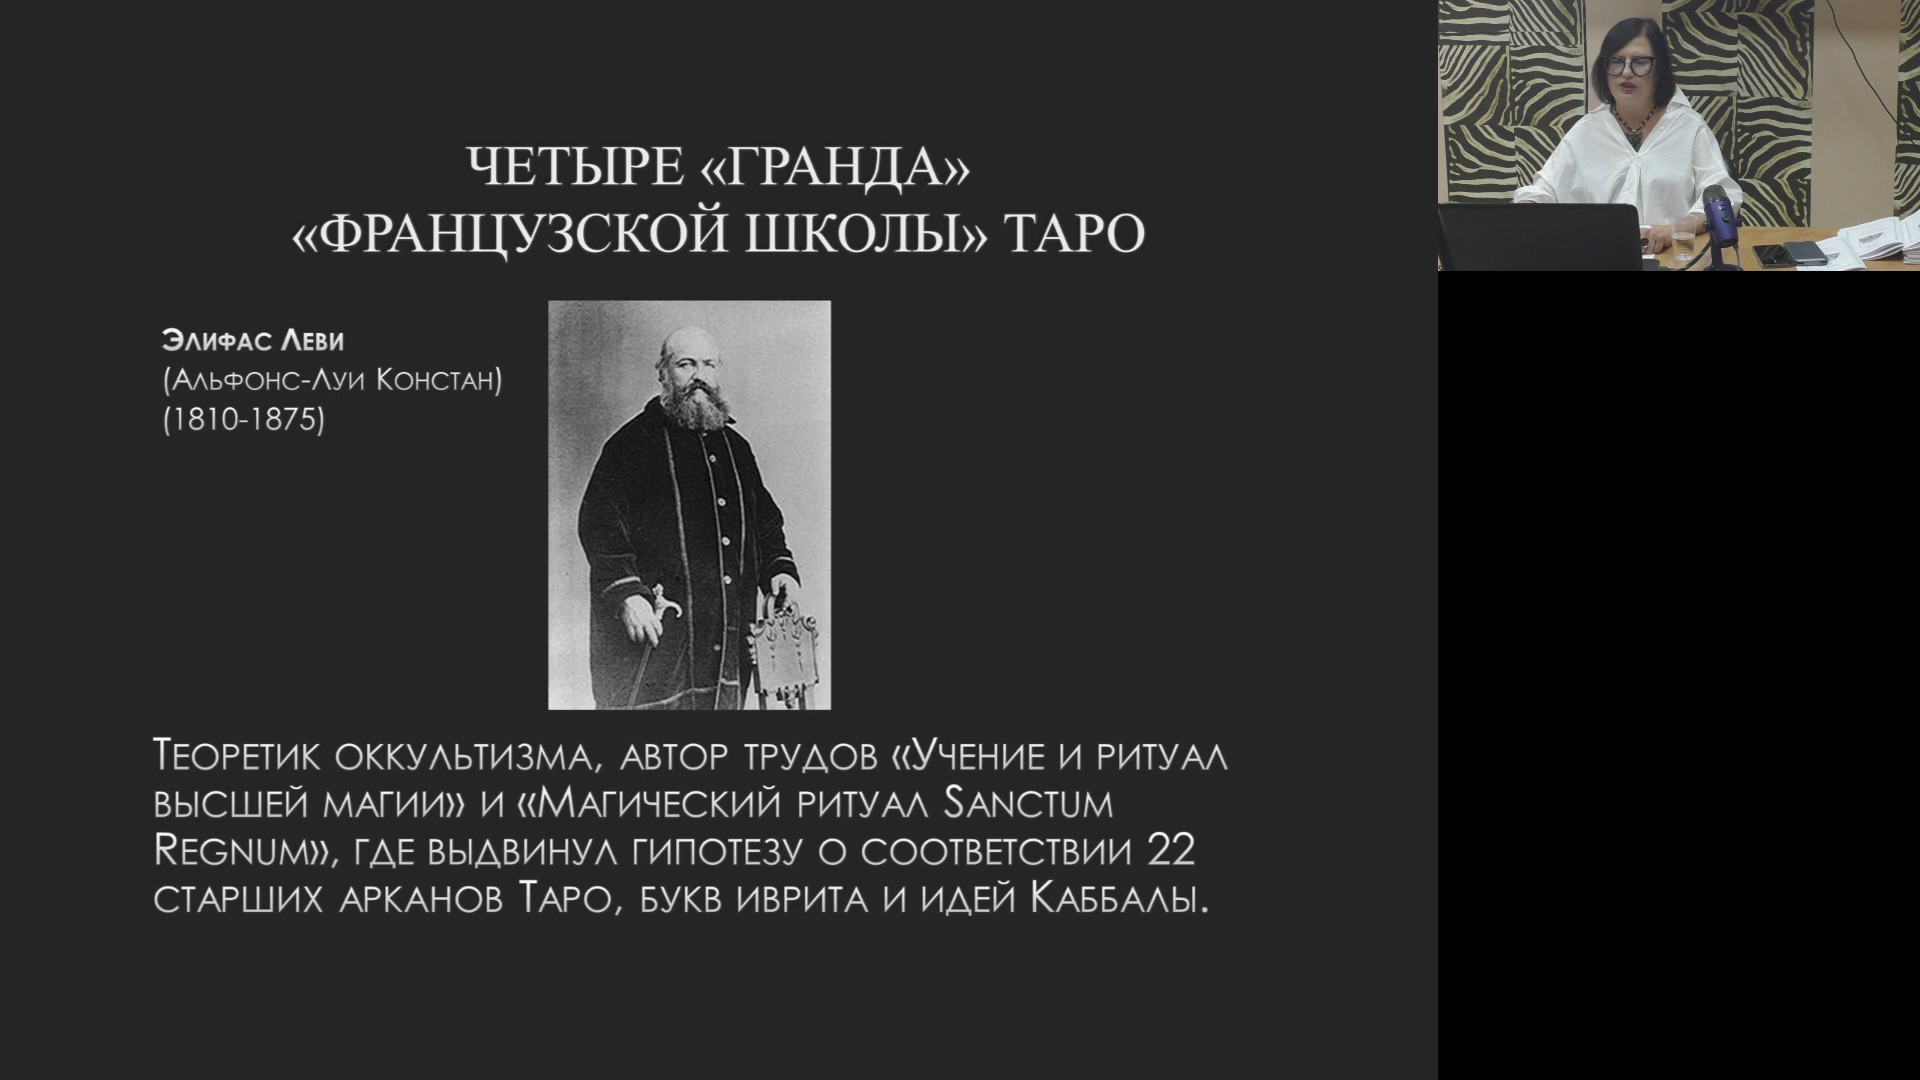 ЧЕТЫРЕ «ГРАНДА»
«ФРАНЦУЗСКОЙ ШКОЛЫ» ТАРО
Элифас Леви
(Альфонс-Луи Констан)
(1810-1875)
Теоретик оккультизма, автор трудов «Учение и ритуал
высшей магии» и «Магический ритуал Sanctum
Regnum», где выдвинул гипотезу о соответствии 22
старших арканов Таро, букв иврита и идей Каббалы.